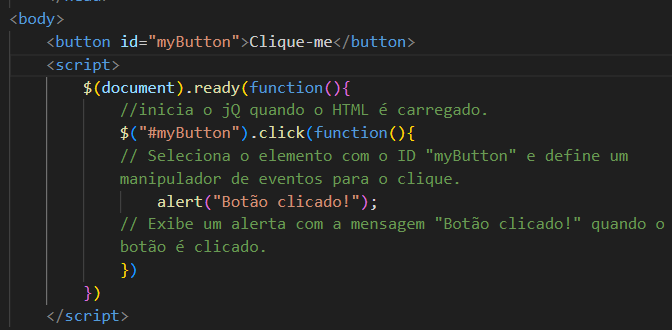 <body>
<button id="myButton">Clique-me</button>
<script>
$(document).ready(function(){
//inicia o jQ quando o HTML é carregado.
$("#myButton").click(function(){
// Seleciona o elemento com o ID "myButton" e define um
manipulador de eventos para o clique.
alert("Botão clicado!");
// Exibe um alerta com a mensagem "Botão clicado!" quando o
botão é clicado.
})
})
</script>